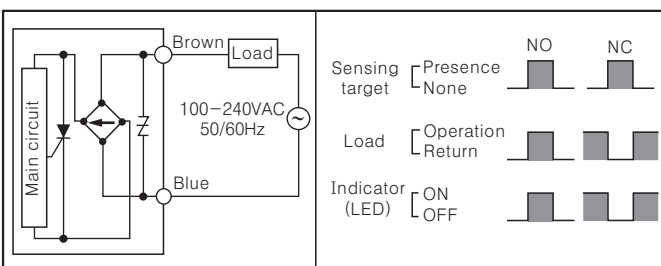 Main circuit
Brown
Load
100-240VAC
50/60Hz
Blue
NO NC
Sensing target
Presence
None
Load
Operation
Return
Indicator (LED)
ON
OFF